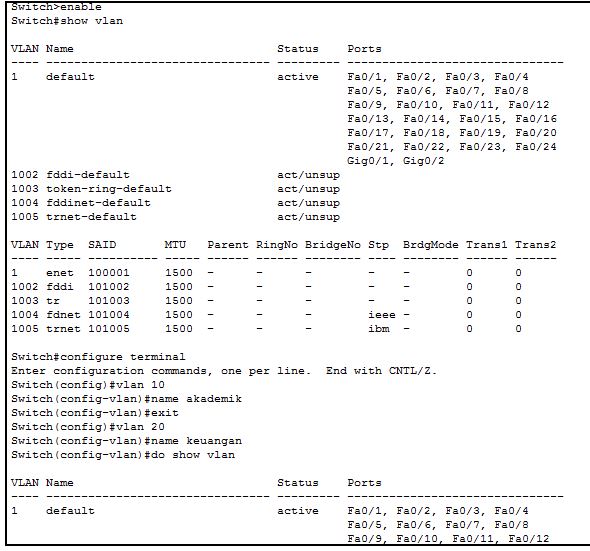 Switch>enable
Switch#show vlan
VLAN Name                             Status    Ports
---- -------------------------------- --------- -------------------------------
1    default                          active    Fa0/1, Fa0/2, Fa0/3, Fa0/4
                                                Fa0/5, Fa0/6, Fa0/7, Fa0/8
                                                Fa0/9, Fa0/10, Fa0/11, Fa0/12
                                                Fa0/13, Fa0/14, Fa0/15, Fa0/16
                                                Fa0/17, Fa0/18, Fa0/19, Fa0/20
                                                Fa0/21, Fa0/22, Fa0/23, Fa0/24
                                                Gig0/1, Gig0/2
1002 fddi-default                     act/unsup
1003 token-ring-default               act/unsup
1004 fddinet-default                  act/unsup
1005 trnet-default                    act/unsup
VLAN Type  SAID       MTU   Parent RingNo BridgeNo Stp  BrdgMode Trans1 Trans2
---- ----- ---------- ----- ------ ------ -------- ---- -------- ------ ------
1    enet  100001     1500  -      -      -        -    -        0      0
1002 fddi  101002     1500  -      -      -        -    -        0      0
1003 tr    101003     1500  -      -      -        -    -        0      0
1004 fdnet 101004     1500  -      -      -        ieee -        0      0
1005 trnet 101005     1500  -      -      -        ibm  -        0      0
Switch#configure terminal
Enter configuration commands, one per line.  End with CNTL/Z.
Switch(config)#vlan 10
Switch(config-vlan)#name akademik
Switch(config-vlan)#exit
Switch(config)#vlan 20
Switch(config-vlan)#name keuangan
Switch(config-vlan)#do show vlan
VLAN Name                             Status    Ports
---- -------------------------------- --------- -------------------------------
1    default                          active    Fa0/1, Fa0/2, Fa0/3, Fa0/4
                                                Fa0/5, Fa0/6, Fa0/7, Fa0/8
                                                Fa0/9, Fa0/10, Fa0/11, Fa0/12